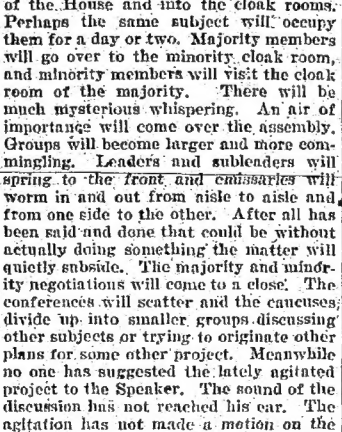 of the House and into the cloak rooms.
Perhaps the same subject will occupy
them for a day or two. Majority members
will go over to the minority cloak room,
and minority members will visit the cloak
room of the majority. There will be
much mysterious whispering. An air of
importance will come over the assembly.
Groups will become larger and more com-
mingling. Leaders and subleaders will
spring to the front and emissaries will
worm in and out from aisle to aisle and
from one side to the other. After all has
been said and done that could be without
actually doing something the matter will
quietly subside. The majority and minor-
ity negotiations will come to a close. The
conferences will scatter and the caucuses
divide up into smaller groups discussing
other subjects or trying to originate other
plans for some other project. Meanwhile
no one has suggested the lately agitated
project to the Speaker. The sound of the
discussion has not reached his ear. The
agitation has not made a motion on the